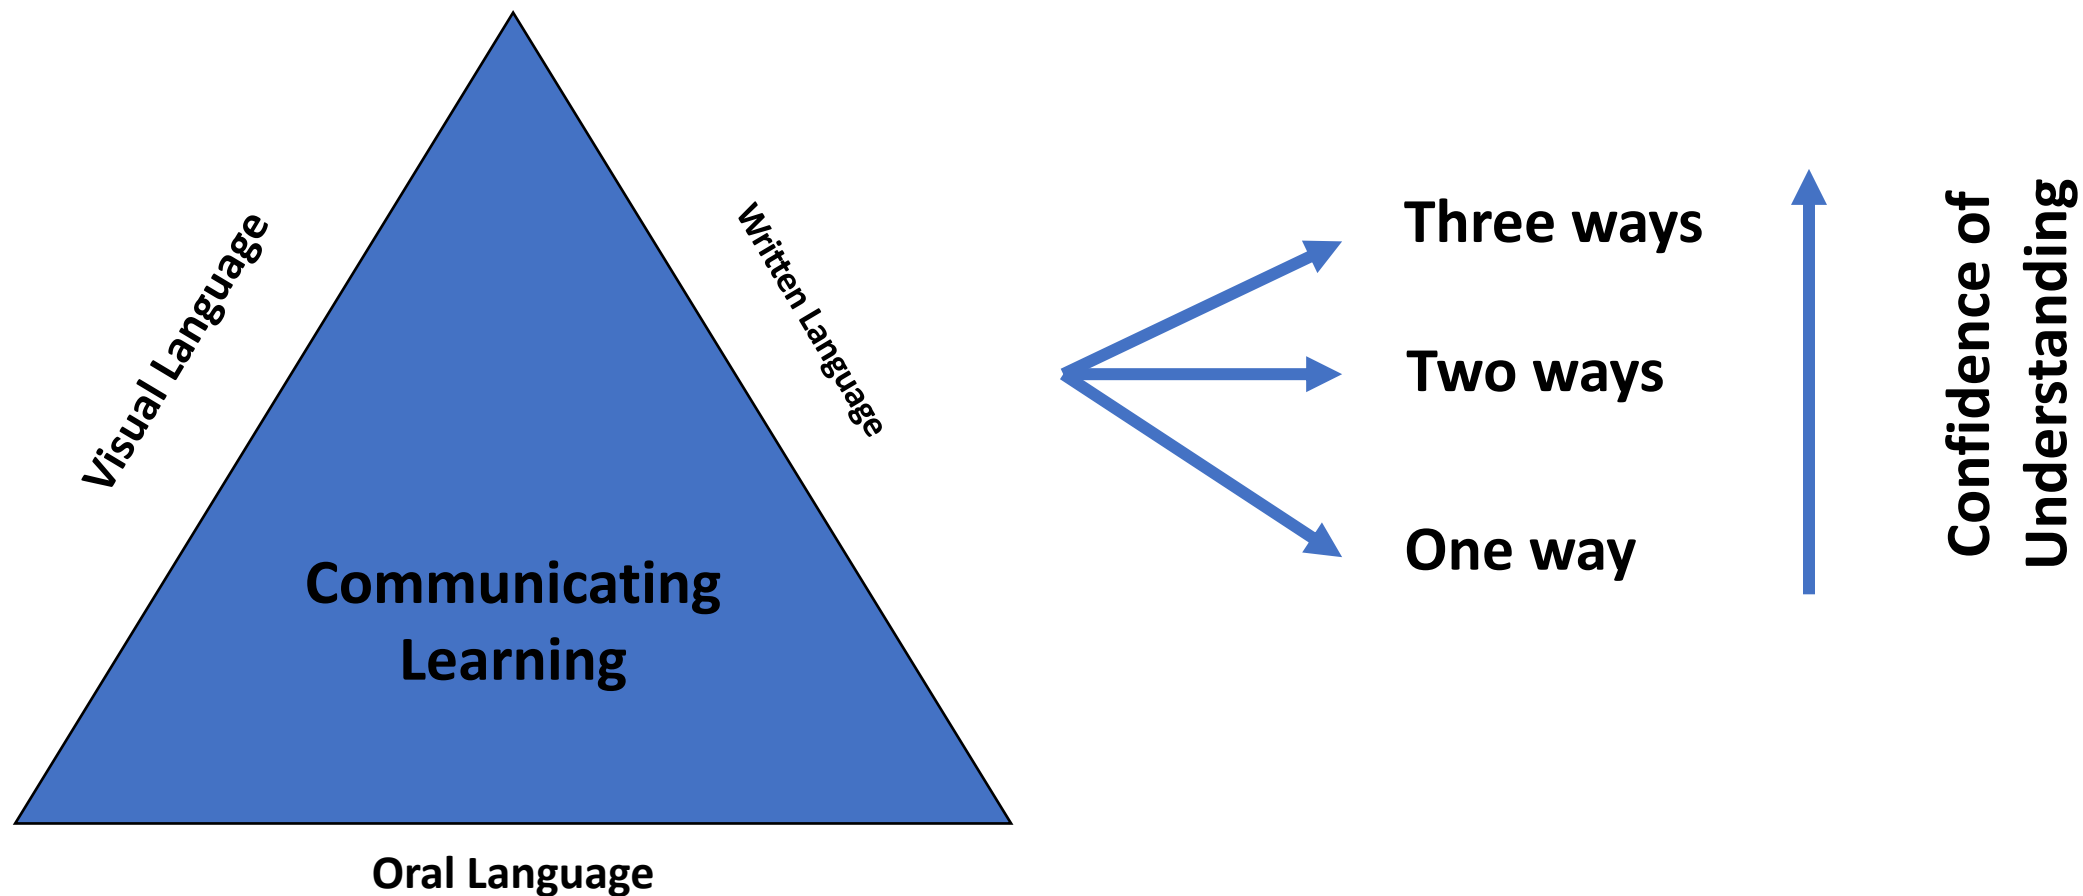 Visual Language
Written Language
Communicating
Learning
Oral Language
Three ways
Two ways
One way
Confidence of
Understanding